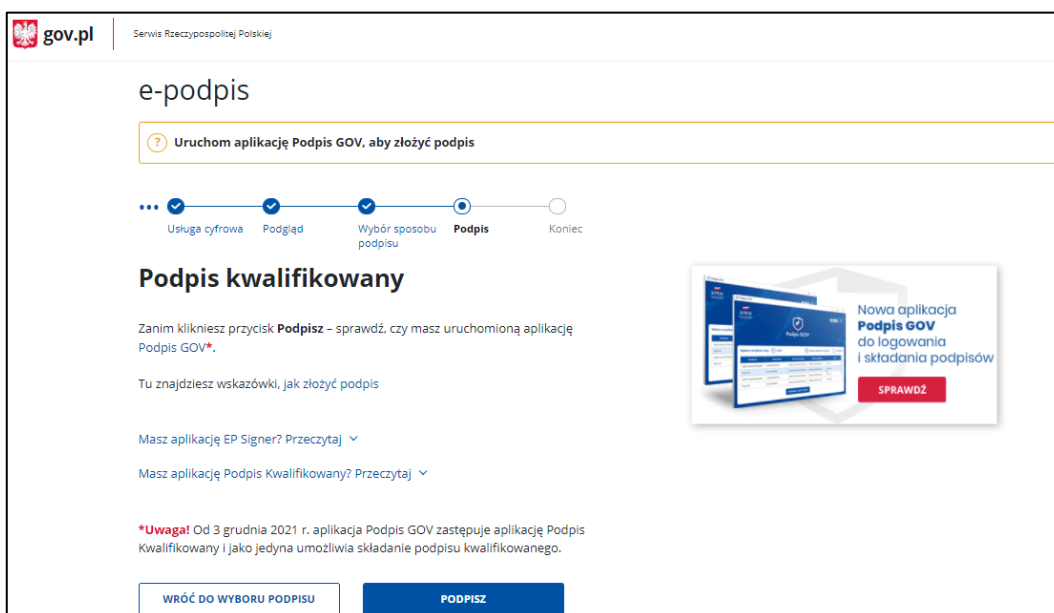 gov.pl
Serwis Rzeczypospolitej Polskiej
e-podpis
? Uruchom aplikację Podpis GOV, aby złożyć podpis
Usługa cyfrowa
Podgląd
Wybór sposobu
podpisu
Podpis
Koniec
Podpis kwalifikowany
Zanim klikniesz przycisk Podpisz – sprawdź, czy masz uruchomioną aplikację
Podpis GOV*.
Tu znajdziesz wskazówki, jak złożyć podpis
Masz aplikację EP Signer? Przeczytaj
Masz aplikację Podpis Kwalifikowany? Przeczytaj
*Uwaga! Od 3 grudnia 2021 r. aplikacja Podpis GOV zastępuje aplikację Podpis
Kwalifikowany i jako jedyna umożliwia składanie podpisu kwalifikowanego.
WRÓĆ DO WYBORU PODPISU
PODPISZ
Podpis GOV
Nowa aplikacja
Podpis GOV
do logowania
i składania podpisów
SPRAWDŹ